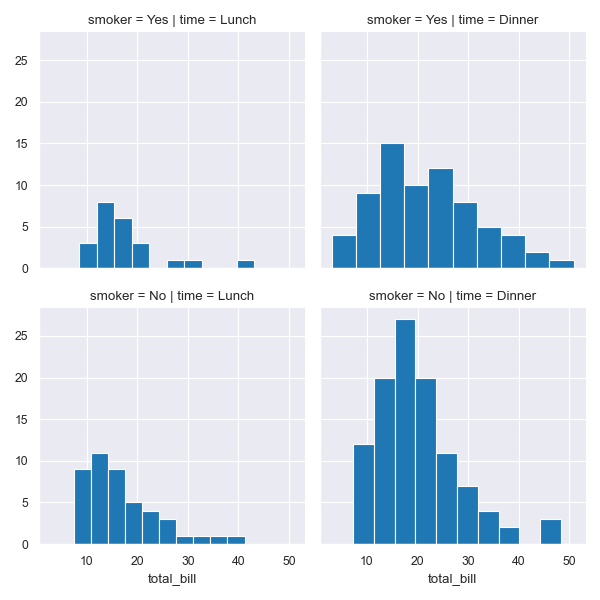 smoker = Yes | time = Lunch
smoker = Yes | time = Dinner
25
20
15
10
5
0
smoker = No | time = Lunch
smoker = No | time = Dinner
25
20
15
10
5
0
10 20 30 40 50
10 20 30 40 50
total_bill
total_bill